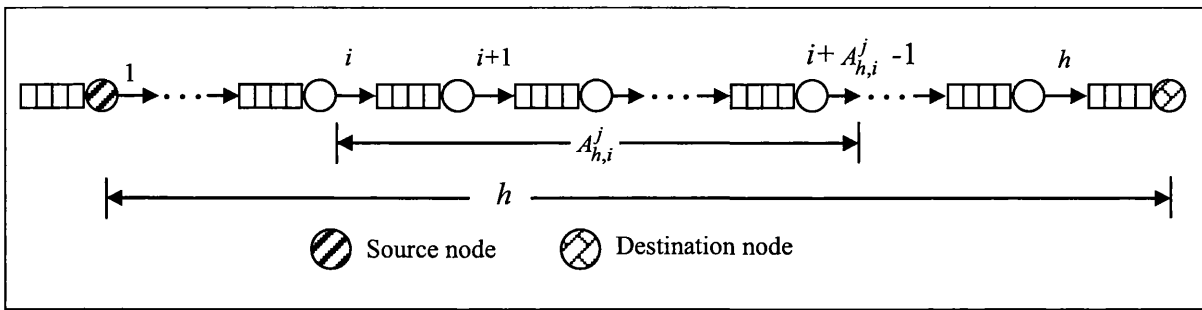 1 i i+1 i+ A^j_{h,i} -1 h
A^j_{h,i}
h
Source node Destination node